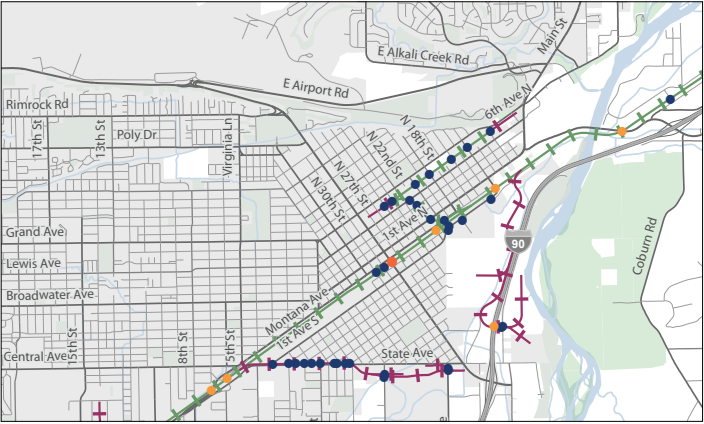 Main St
E Alkali Creek Rd
E Airport Rd
6th Ave N
Rimrock Rd
17th St
13th St
Poly Dr
Virginia Ln
N 18th St
N 22nd St
N 27th St
N 30th St
1st Ave N
Grand Ave
90
Coburn Rd
Lewis Ave
Broadwater Ave
Montana Ave
1st Ave S
15th St
8th St
5th St
Central Ave
State Ave